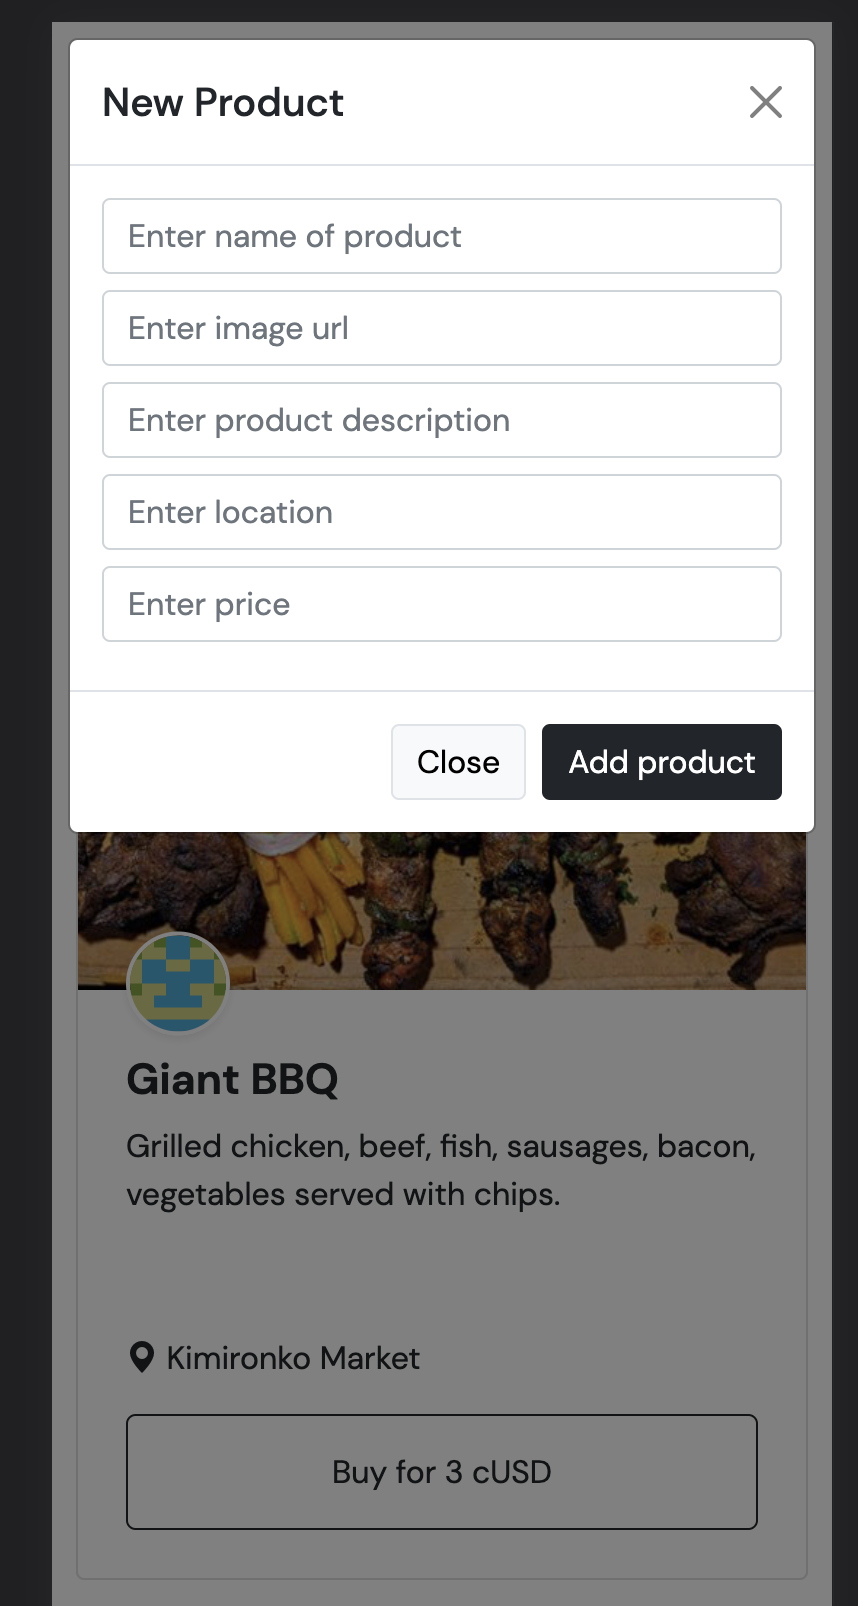 New Product
Enter name of product
Enter image url
Enter product description
Enter location
Enter price
Close
Add product
Giant BBQ
Grilled chicken, beef, fish, sausages, bacon,
vegetables served with chips.
Kimironko Market
Buy for 3 cUSD